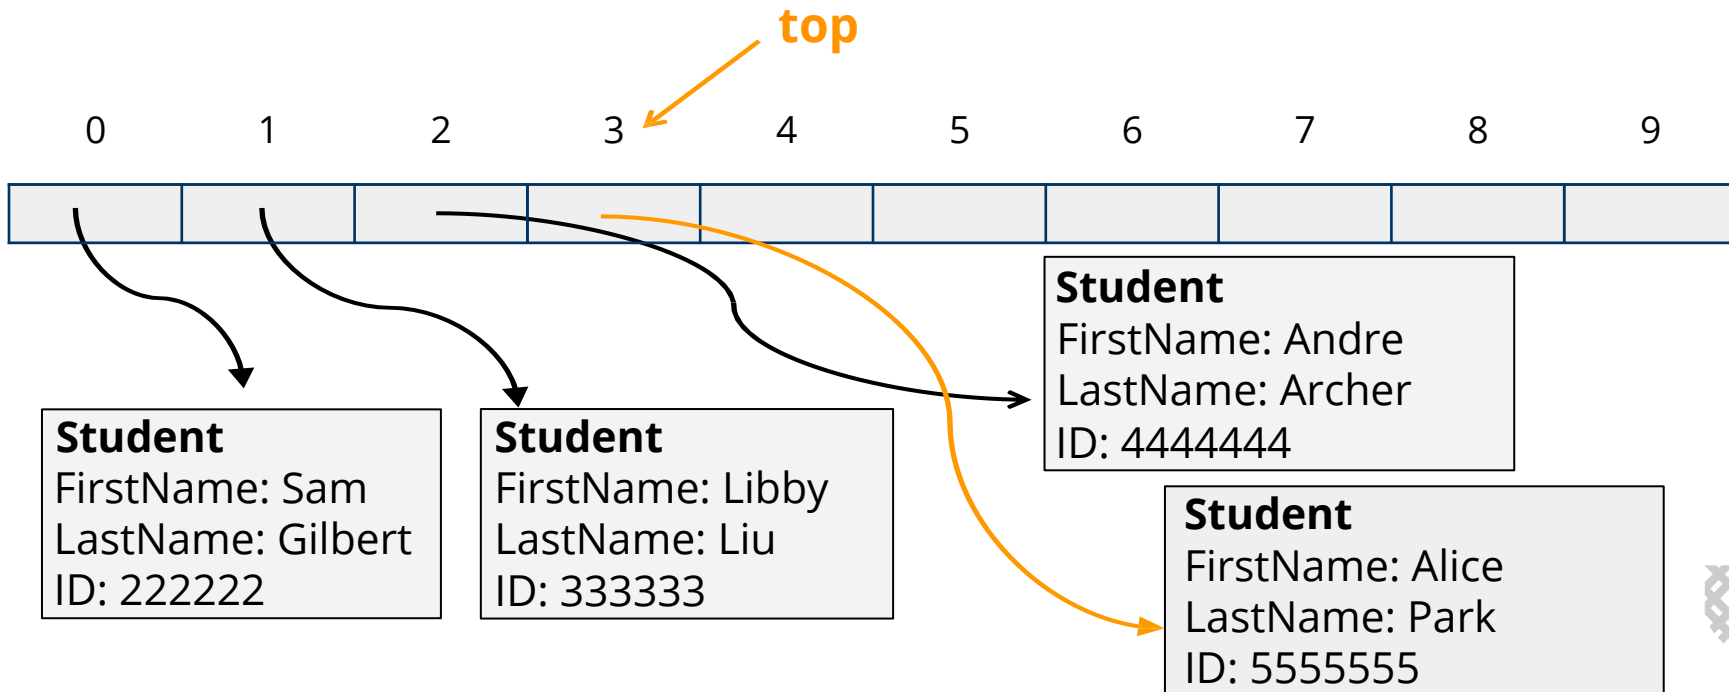 top
0 1 2 3 4 5 6 7 8 9
Student
FirstName: Sam
LastName: Gilbert
ID: 222222
Student
FirstName: Libby
LastName: Liu
ID: 333333
Student
FirstName: Andre
LastName: Archer
ID: 4444444
Student
FirstName: Alice
LastName: Park
ID: 5555555